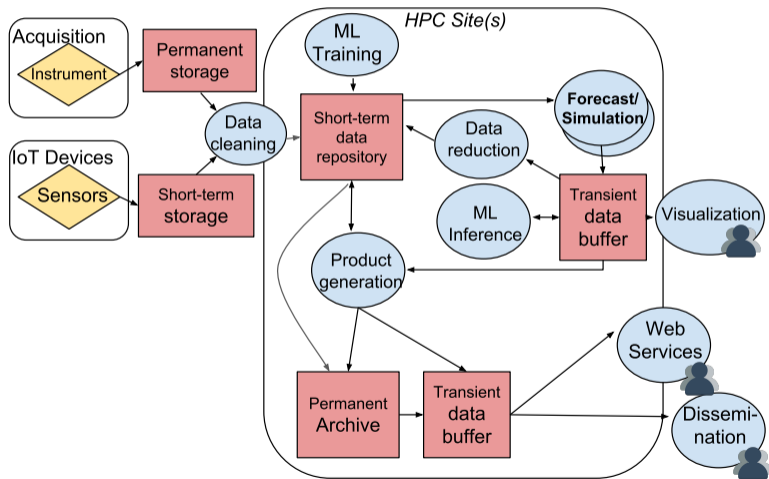 HPC Site(s)
Acquisition
Instrument
Permanent
storage
ML
Training
IoT Devices
Sensors
Short-term
storage
Data
cleaning
Short-term
data
repository
Data
reduction
Forecast/
Simulation
ML
Inference
Transient
data
buffer
Visualization
Product
generation
Permanent
Archive
Transient
data
buffer
Web
Services
Dissemi-
nation